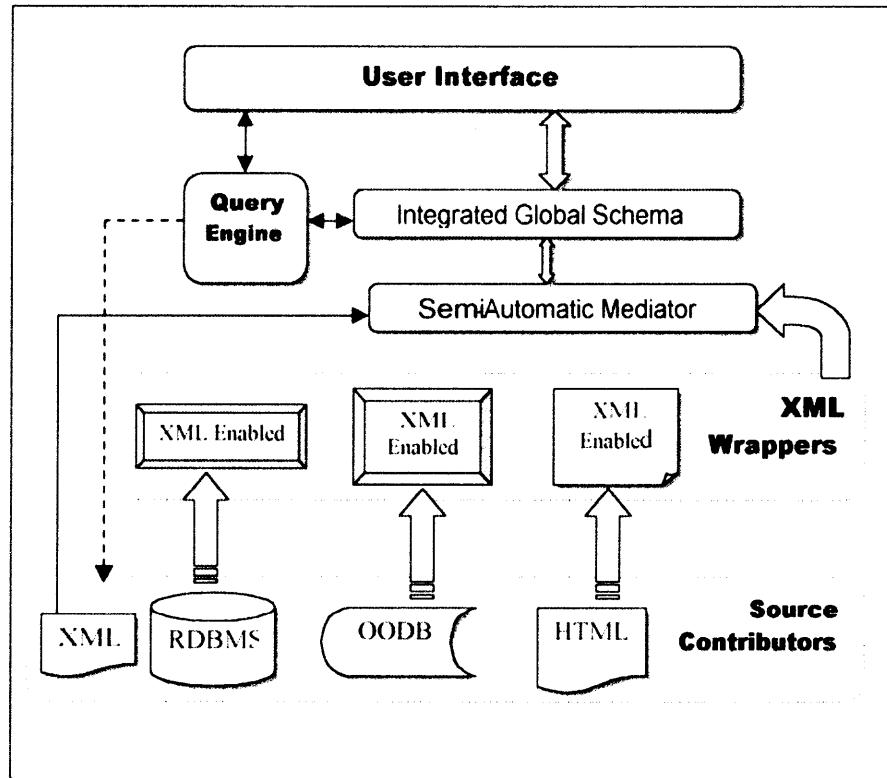 User Interface
Query
Engine
Integrated Global Schema
SemiAutomatic Mediator
XML Enabled
XML
Enabled
XML
Enabled
XML
Wrappers
XML
RDBMS
OODB
HTML
Source
Contributors